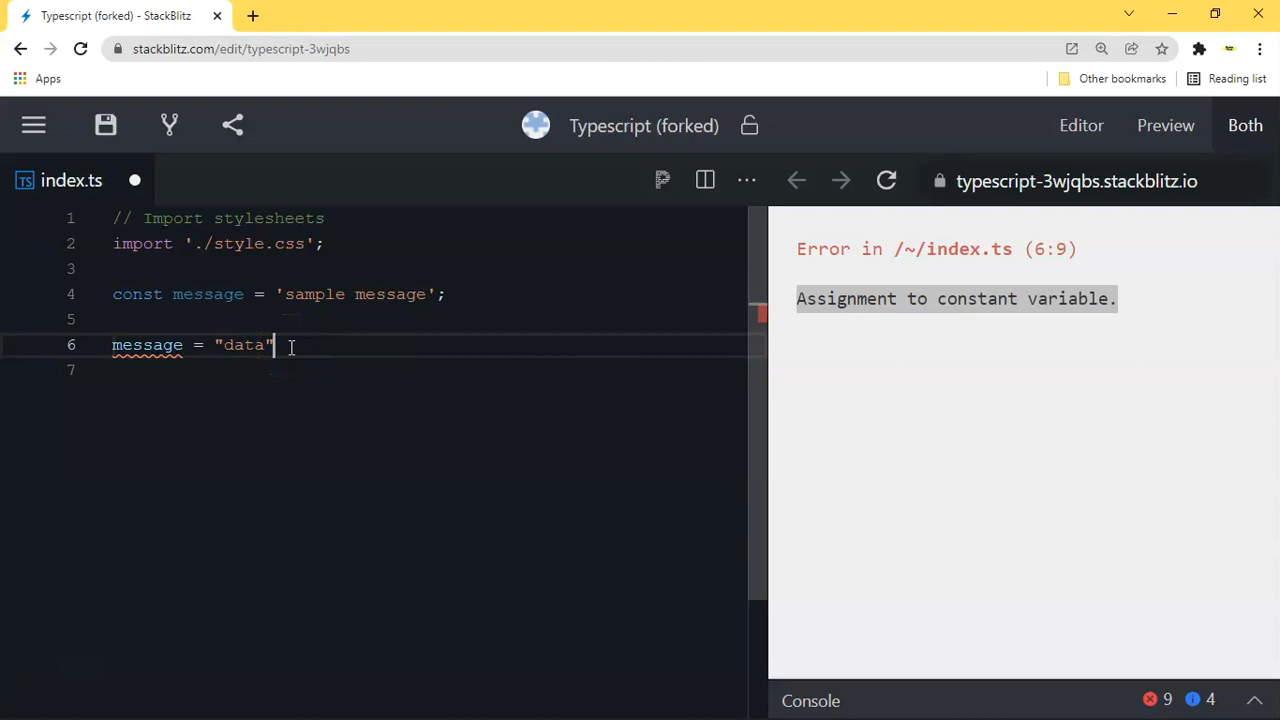 Typescript (forked) - StackBlitz
stackblitz.com/edit/typescript-3wjqbs
Apps
Other bookmarks
Reading list
Typescript (forked)
Editor
Preview
Both
TS index.ts
typescript-3wjqbs.stackblitz.io
1 // Import stylesheets
2 import './style.css';
3
4 const message = 'sample message';
5
6 message = "data"
7
Error in /~/index.ts (6:9)
Assignment to constant variable.
Console
9
4